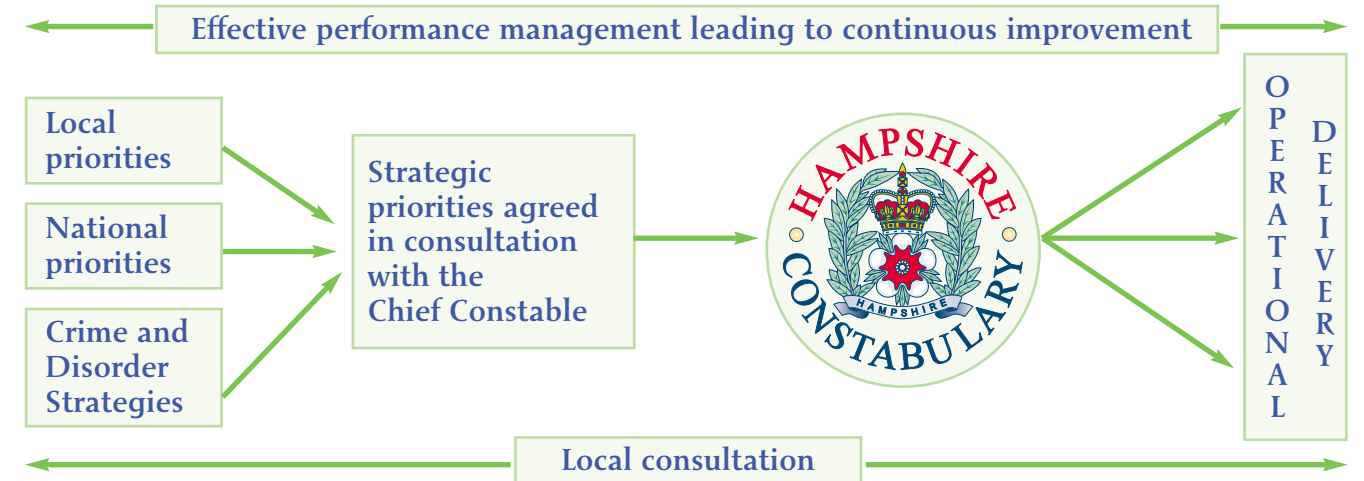 Effective performance management leading to continuous improvement
Local
priorities
National
priorities
Crime and
Disorder
Strategies
Strategic
priorities agreed
in consultation
with the
Chief Constable
HAMPSHIRE
HAMPSHIRE
CONSTABULARY
OPERATIONAL
DELIVERY
Local consultation